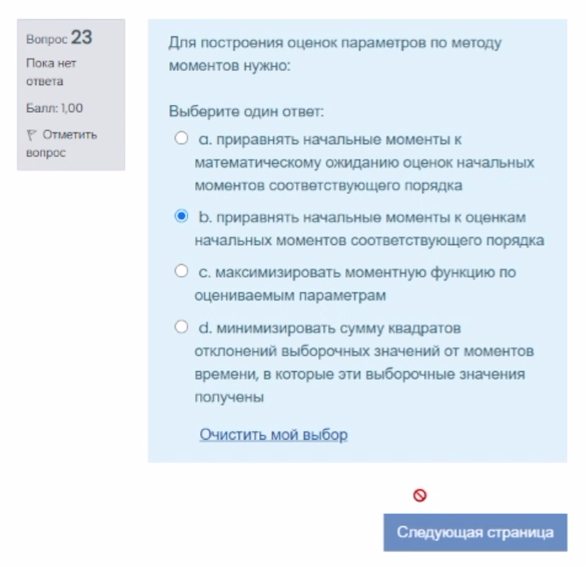 Вопрос 23
Пока нет
ответа
Балл: 1,00
Отметить
вопрос
Для построения оценок параметров по методу
моментов нужно:
Выберите один ответ:
a. приравнять начальные моменты к
математическому ожиданию оценок начальных
моментов соответствующего порядка
b. приравнять начальные моменты к оценкам
начальных моментов соответствующего порядка
c. максимизировать моментную функцию по
оцениваемым параметрам
d. минимизировать сумму квадратов
отклонений выборочных значений от моментов
времени, в которые эти выборочные значения
получены
Очистить мой выбор
Следующая страница